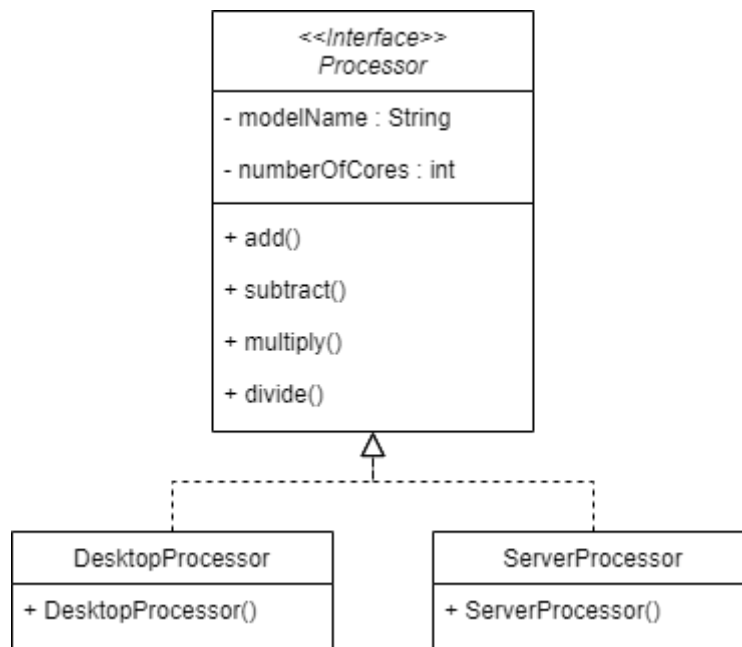 <<Interface>>
Processor
- modelName : String
- numberOfCores : int
+ add()
+ subtract()
+ multiply()
+ divide()
DesktopProcessor
+ DesktopProcessor()
ServerProcessor
+ ServerProcessor()